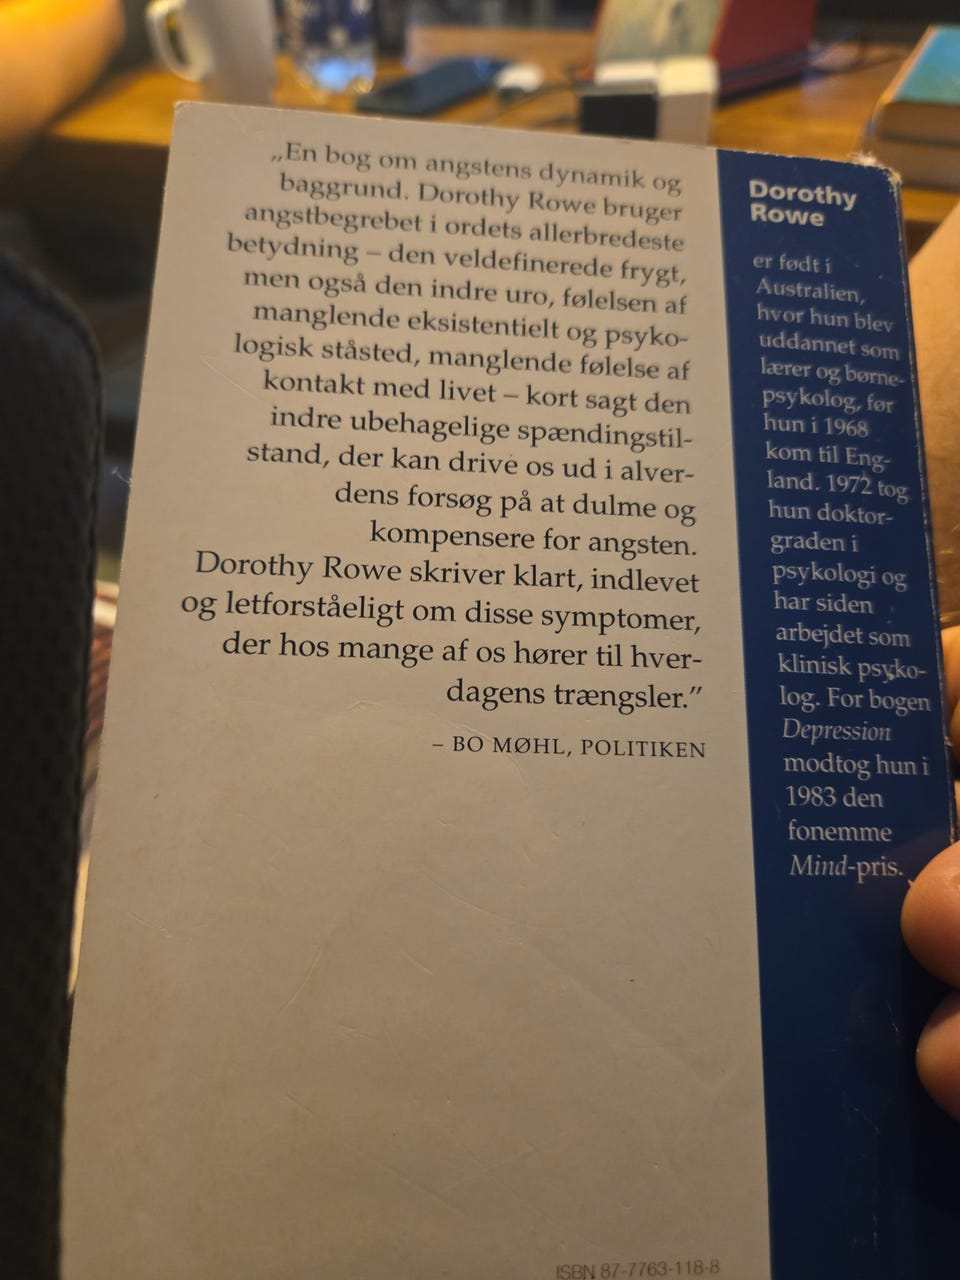 „En bog om angstens dynamik og
baggrund. Dorothy Rowe bruger
angstbegrebet i ordets allerbredeste
betydning – den veldefinerede frygt,
men også den indre uro, følelsen af
manglende eksistentielt og psyko-
logisk ståsted, manglende følelse af
kontakt med livet – kort sagt den
indre ubehagelige spændingstil-
stand, der kan drive os ud i alver-
dens forsøg på at dulme og
kompensere for angsten.
Dorothy Rowe skriver klart, indlevet
og letforståeligt om disse symptomer,
der hos mange af os hører til hver-
dagens trængsler.”
– BO MØHL, POLITIKEN
ISBN 87-7763-118-8
Dorothy
Rowe
er født i
Australien,
hvor hun blev
uddannet som
lærer og børne-
psykolog, før
hun i 1968
kom til Eng-
land. 1972 tog
hun doktor-
graden i
psykologi og
har siden
arbejdet som
klinisk psyko-
log. For bogen
Depression
modtog hun i
1983 den
fonemme
Mind-pris.